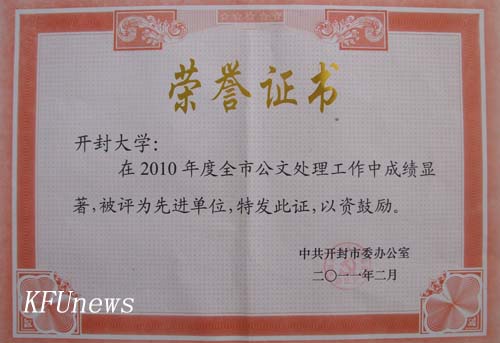 荣誉证书
开封大学：
在2010年度全市公文处理工作中成绩显
著，被评为先进单位，特发此证，以资鼓励。
中共开封市委办公室
二〇一一年二月
KFUnews